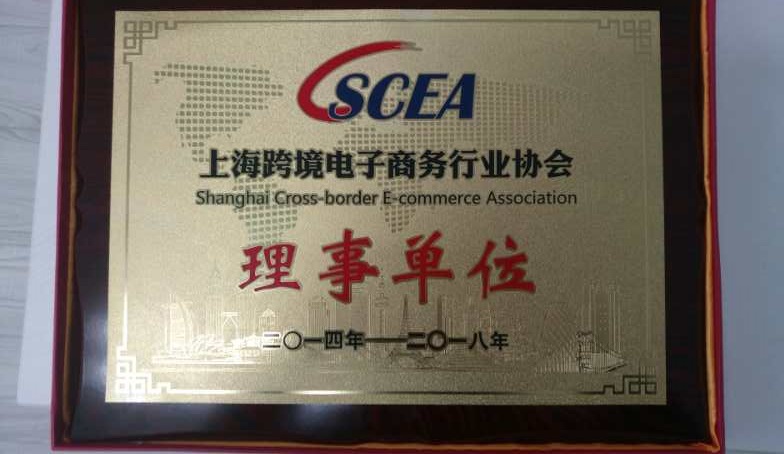 SCEA
上海跨境电子商务行业协会
Shanghai Cross-border E-commerce Association
理事单位
二〇一四年——二〇一八年